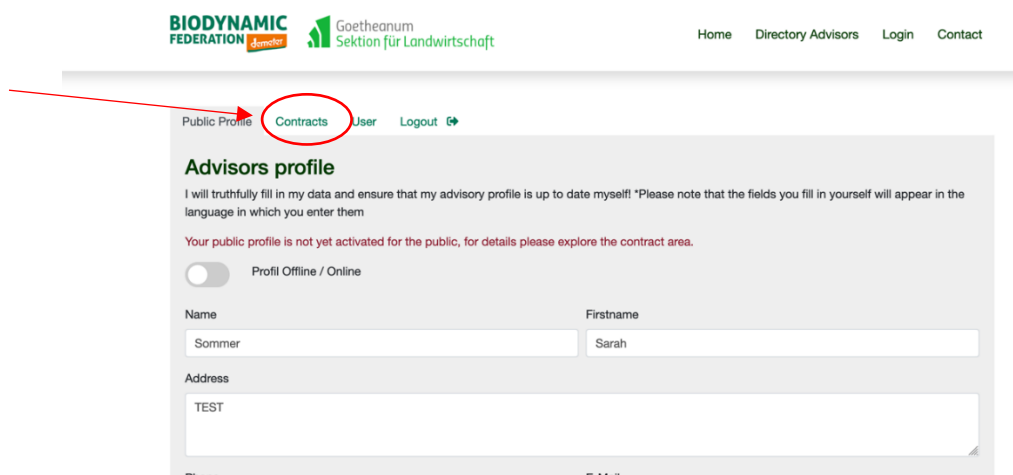 BIODYNAMIC
FEDERATION demeter
Goetheanum
Sektion für Landwirtschaft
Home Directory Advisors Login Contact
Public Profile Contracts User Logout
Advisors profile
I will truthfully fill in my data and ensure that my advisory profile is up to date myself! *Please note that the fields you fill in yourself will appear in the
language in which you enter them
Your public profile is not yet activated for the public, for details please explore the contract area.
Profil Offline / Online
Name Firstname
Sommer Sarah
Address
TEST